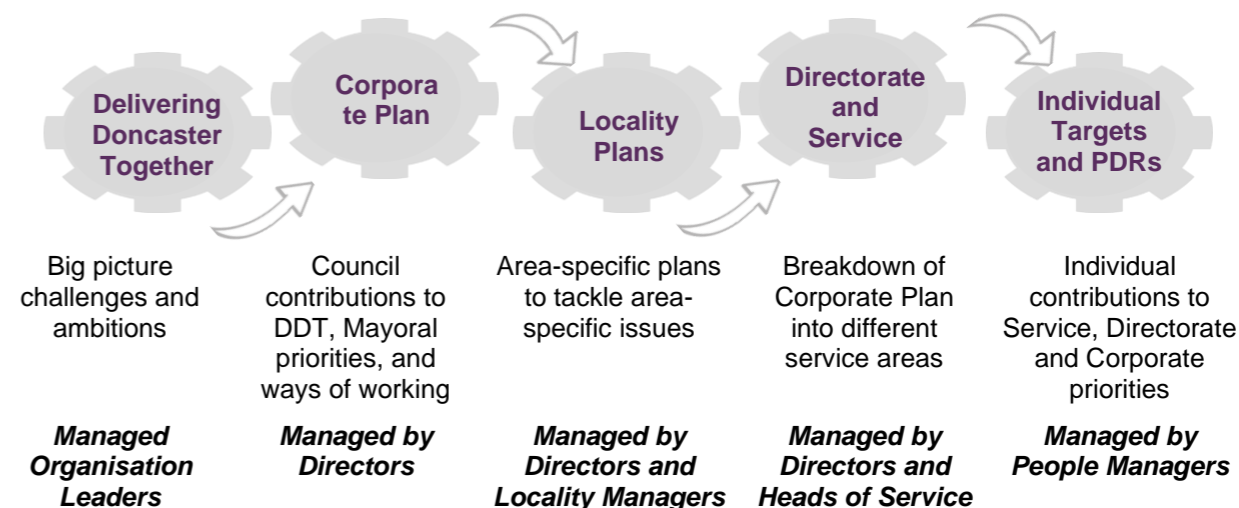 Delivering
Doncaster
Together
Corpora
te Plan
Locality
Plans
Directorate
and
Service
Individual
Targets
and PDRs
Big picture
challenges and
ambitions
Council
contributions to
DDT, Mayoral
priorities, and
ways of working
Area-specific plans
to tackle area-
specific issues
Breakdown of
Corporate Plan
into different
service areas
Individual
contributions to
Service, Directorate
and Corporate
priorities
Managed
Organisation
Leaders
Managed by
Directors
Managed by
Directors and
Locality Managers
Managed by
Directors and
Heads of Service
Managed by
People Managers